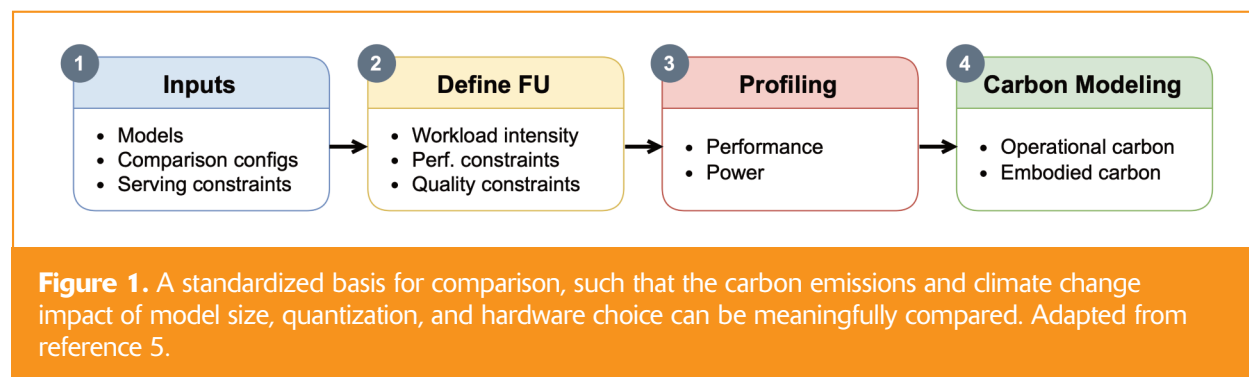 1
Inputs
• Models
• Comparison configs
• Serving constraints
2
Define FU
• Workload intensity
• Perf. constraints
• Quality constraints
3
Profiling
• Performance
• Power
4
Carbon Modeling
• Operational carbon
• Embodied carbon
Figure 1. A standardized basis for comparison, such that the carbon emissions and climate change
impact of model size, quantization, and hardware choice can be meaningfully compared. Adapted from
reference 5.